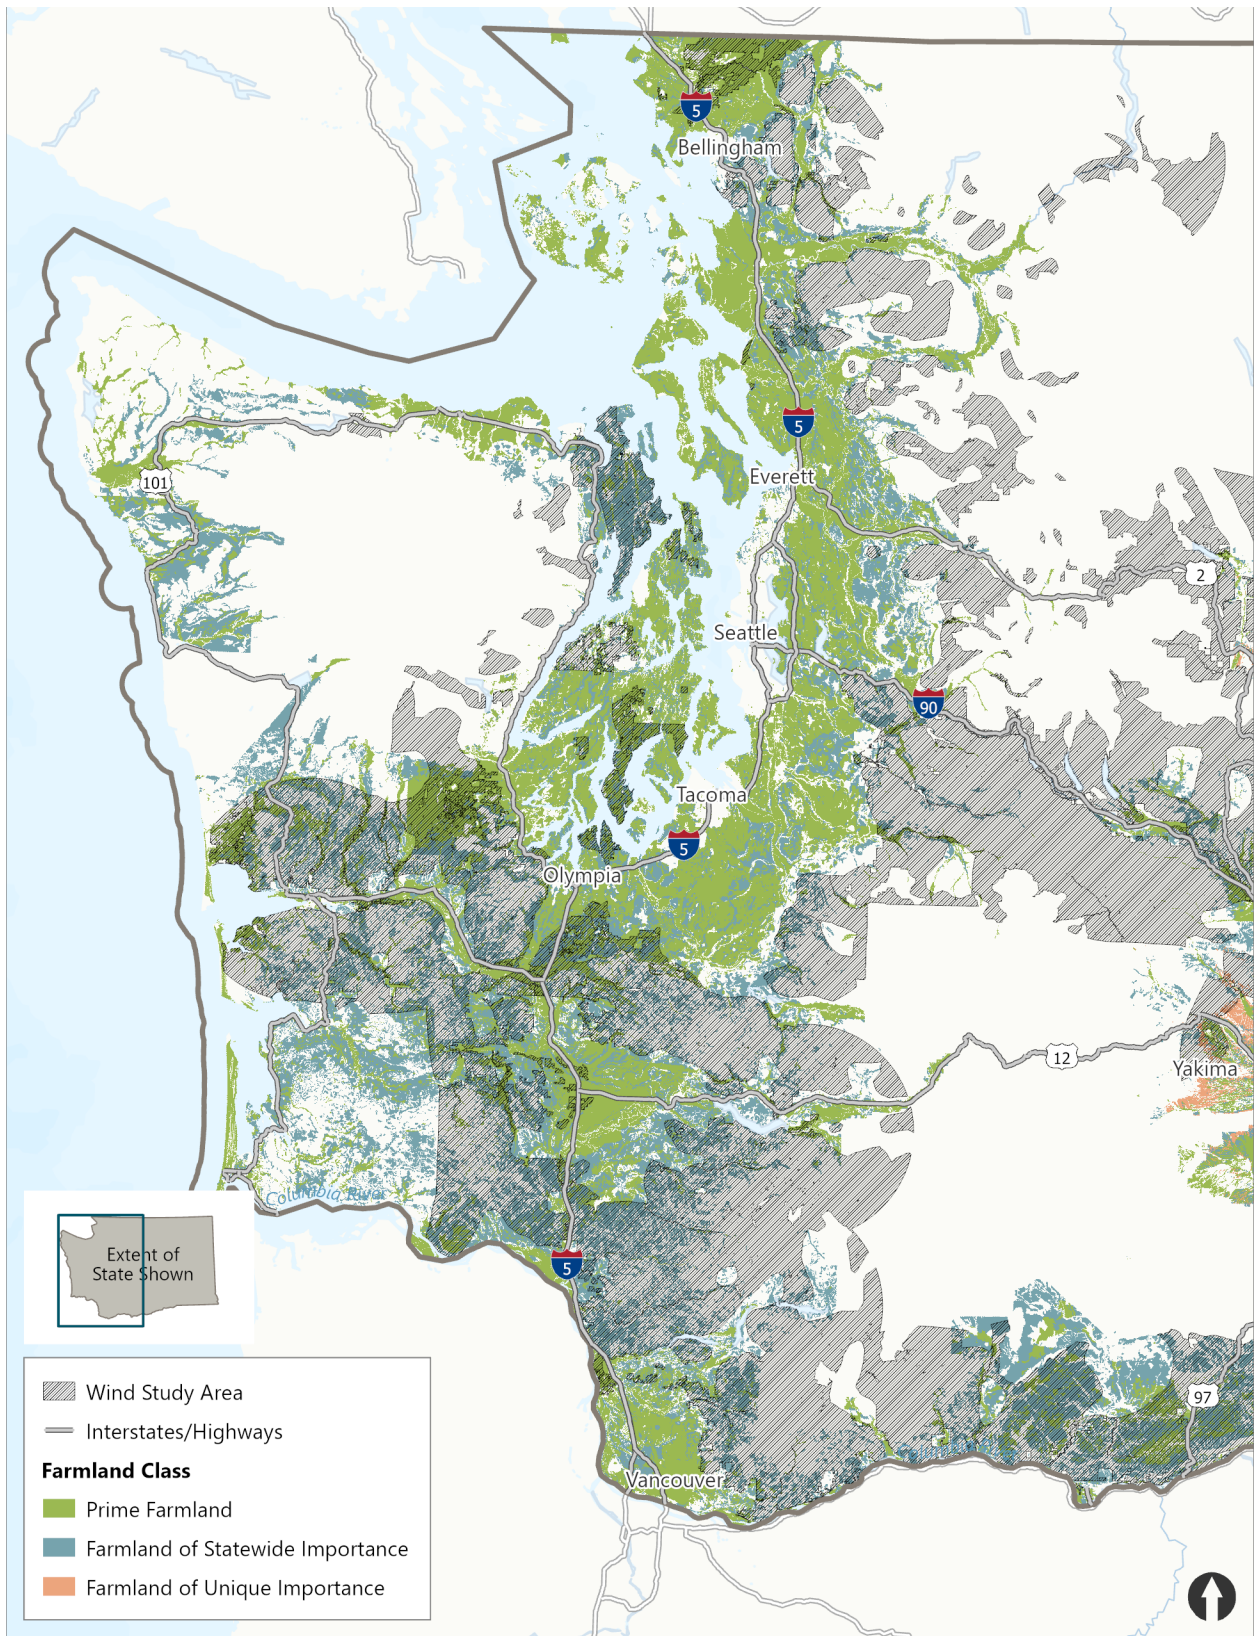 5
Bellingham
5
Everett
101
2
Seattle
90
Tacoma
5
Olympia
12
Yakima
Columbia River
Extent of
State Shown
5
97
Vancouver
Wind Study Area
Interstates/Highways
Farmland Class
Prime Farmland
Farmland of Statewide Importance
Farmland of Unique Importance